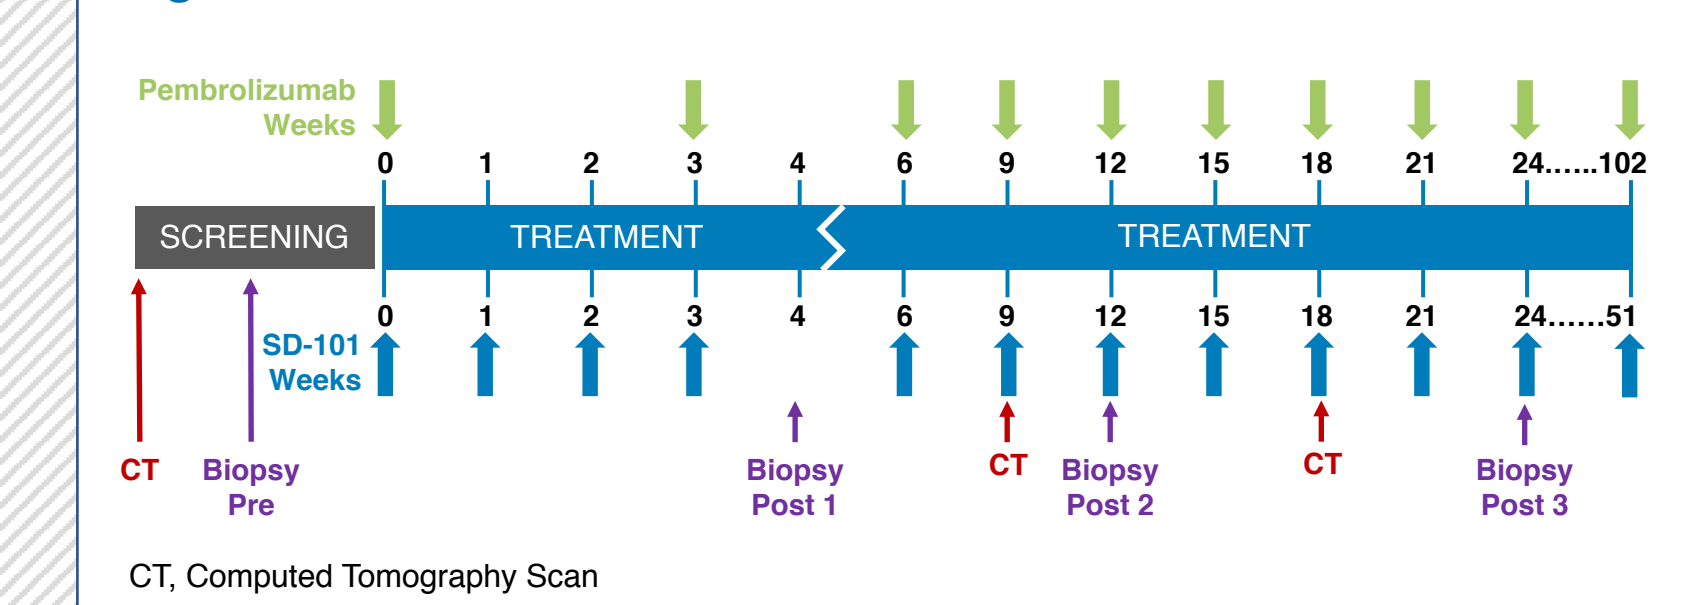 Pembrolizumab
Weeks
0 1 2 3 4 6 9 12 15 18 21 24......102
SCREENING TREATMENT TREATMENT
0 1 2 3 4 6 9 12 15 18 21 24......51
SD-101
Weeks
CT Biopsy Pre Biopsy Post 1 CT Biopsy Post 2 CT Biopsy Post 3
CT, Computed Tomography Scan